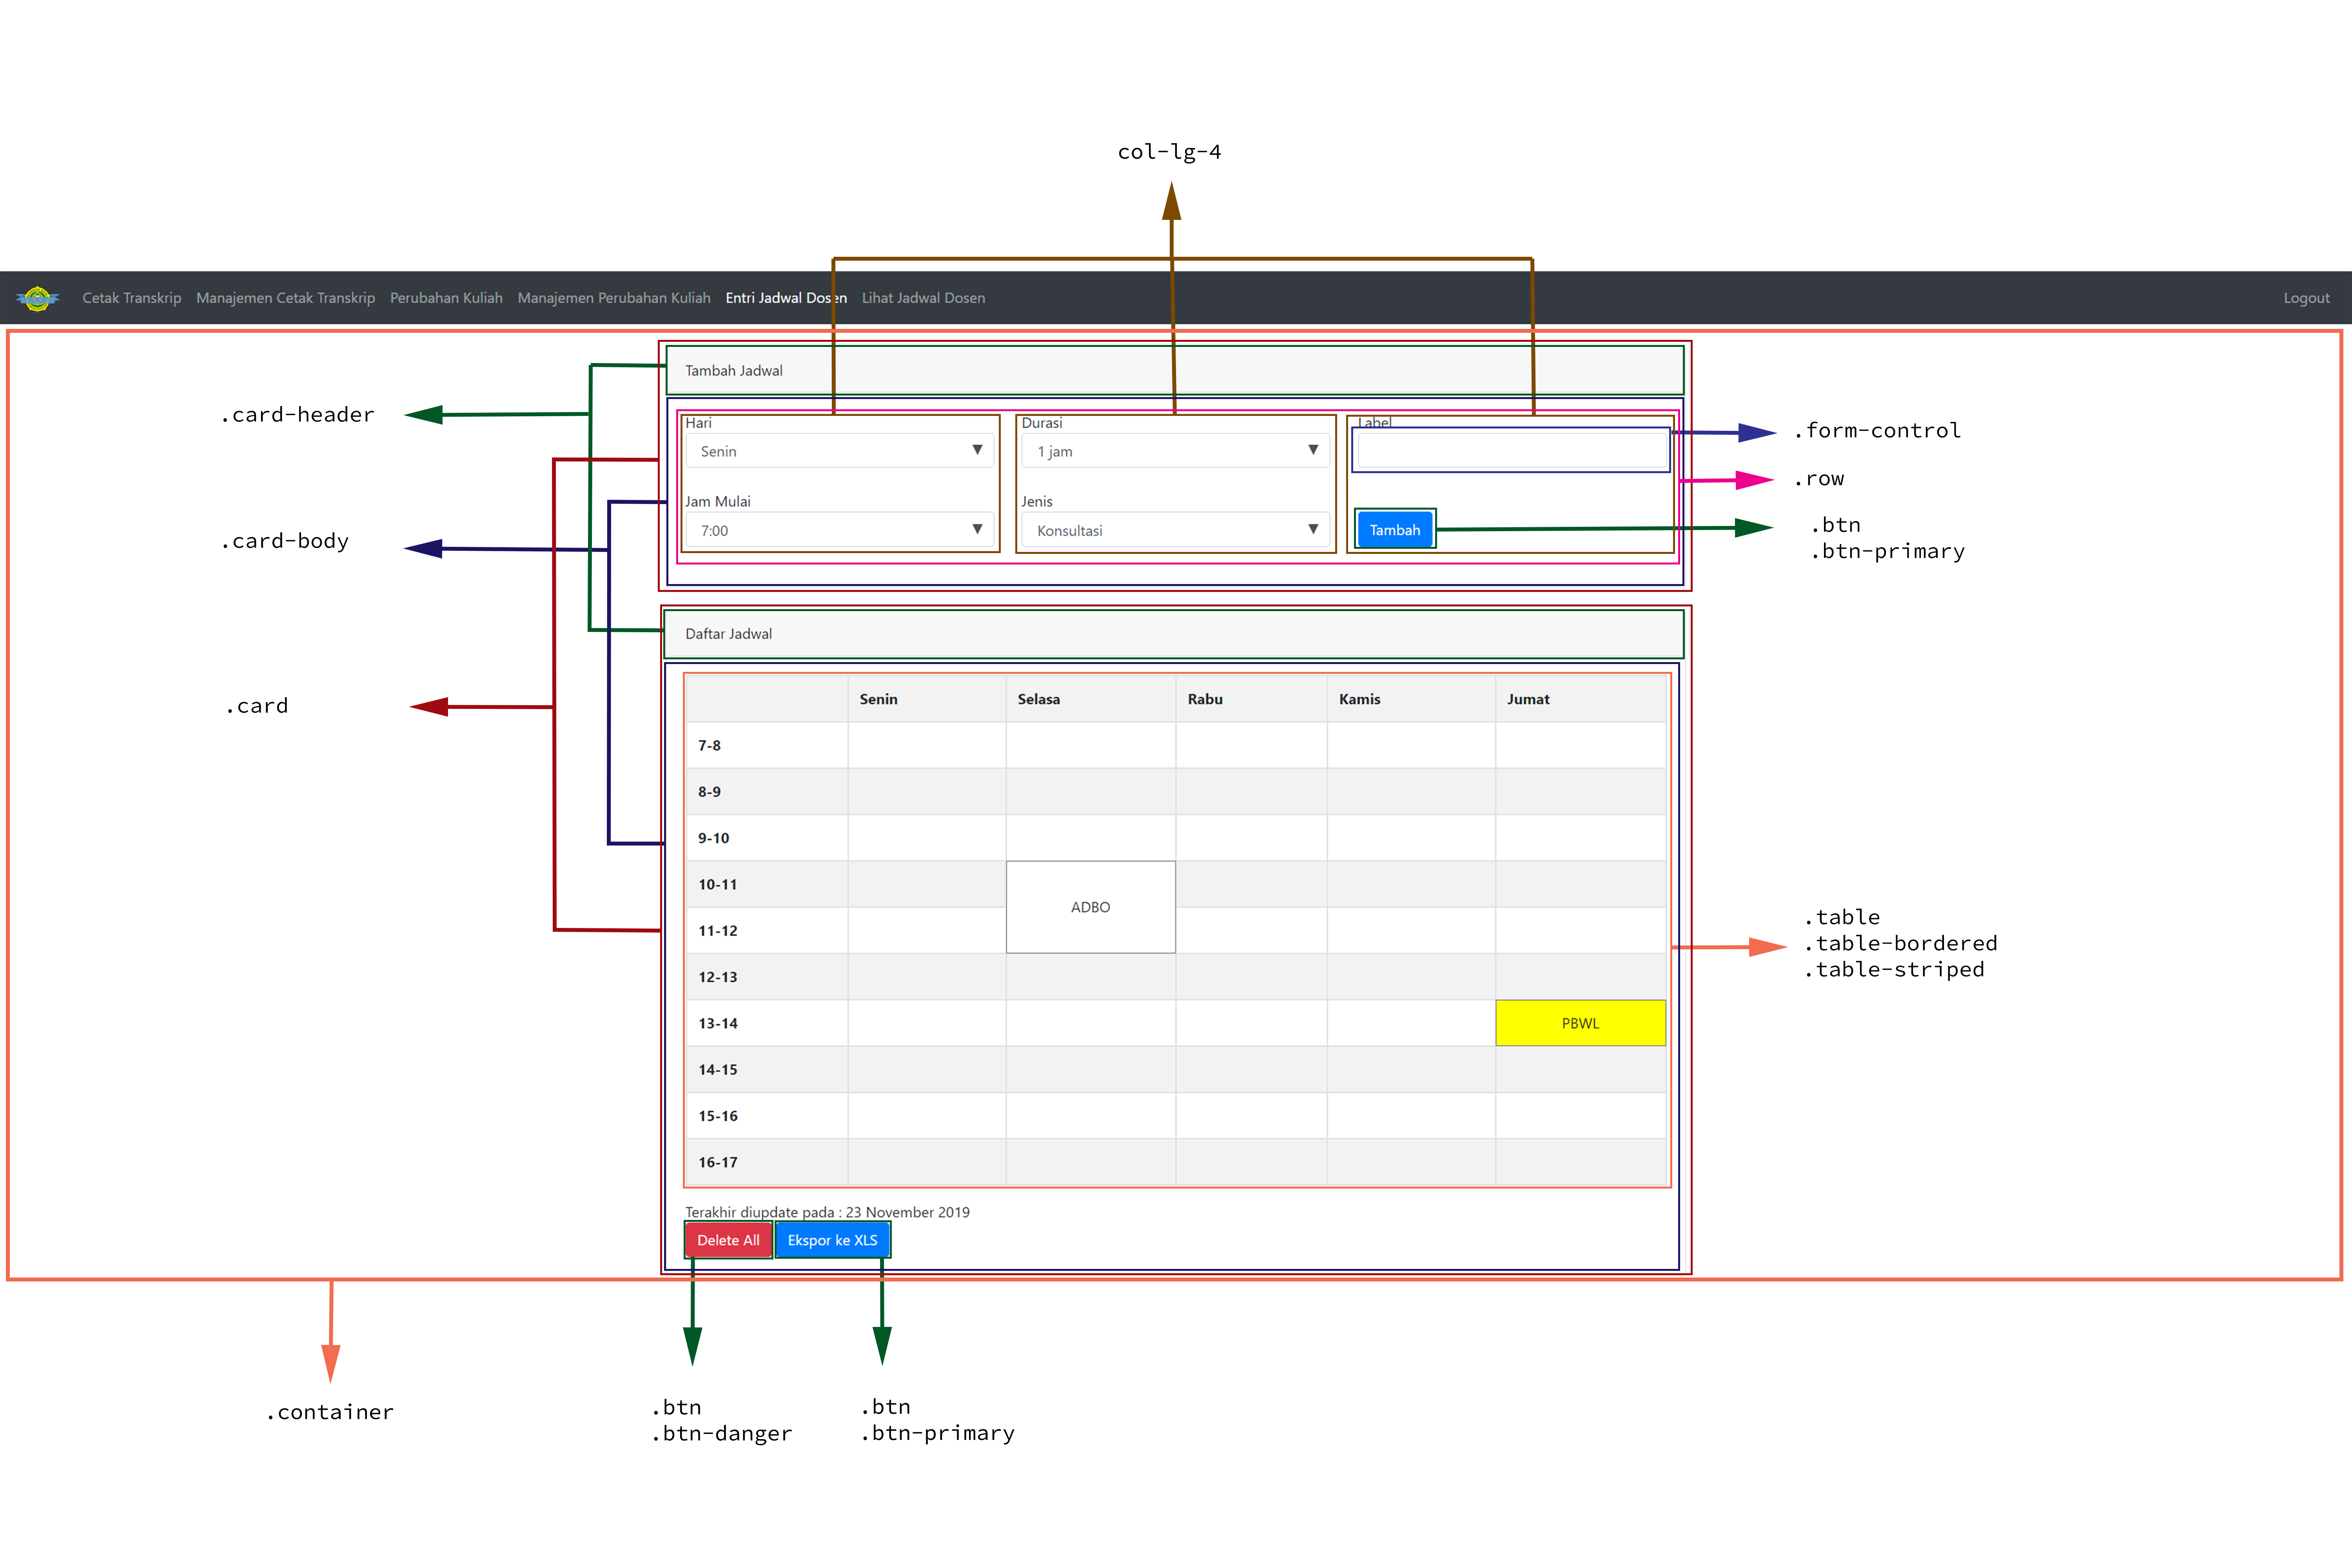 col-lg-4
Cetak Transkrip Manajemen Cetak Transkrip Perubahan Kuliah Manajemen Perubahan Kuliah Entri Jadwal Dosen Lihat Jadwal Dosen Logout
Tambah Jadwal
.card-header
Hari Durasi Label
.form-control
Senin 1 jam
.row
Jam Mulai Jenis
.btn
.btn-primary
7:00 Konsultasi Tambah
.card-body
Daftar Jadwal
.card
Senin Selasa Rabu Kamis Jumat
7-8
8-9
9-10
10-11
ADBO
11-12
.table
.table-bordered
.table-striped
12-13
13-14 PBWL
14-15
15-16
16-17
Terakhir diupdate pada : 23 November 2019
Delete All Ekspor ke XLS
.container
.btn
.btn-danger
.btn
.btn-primary